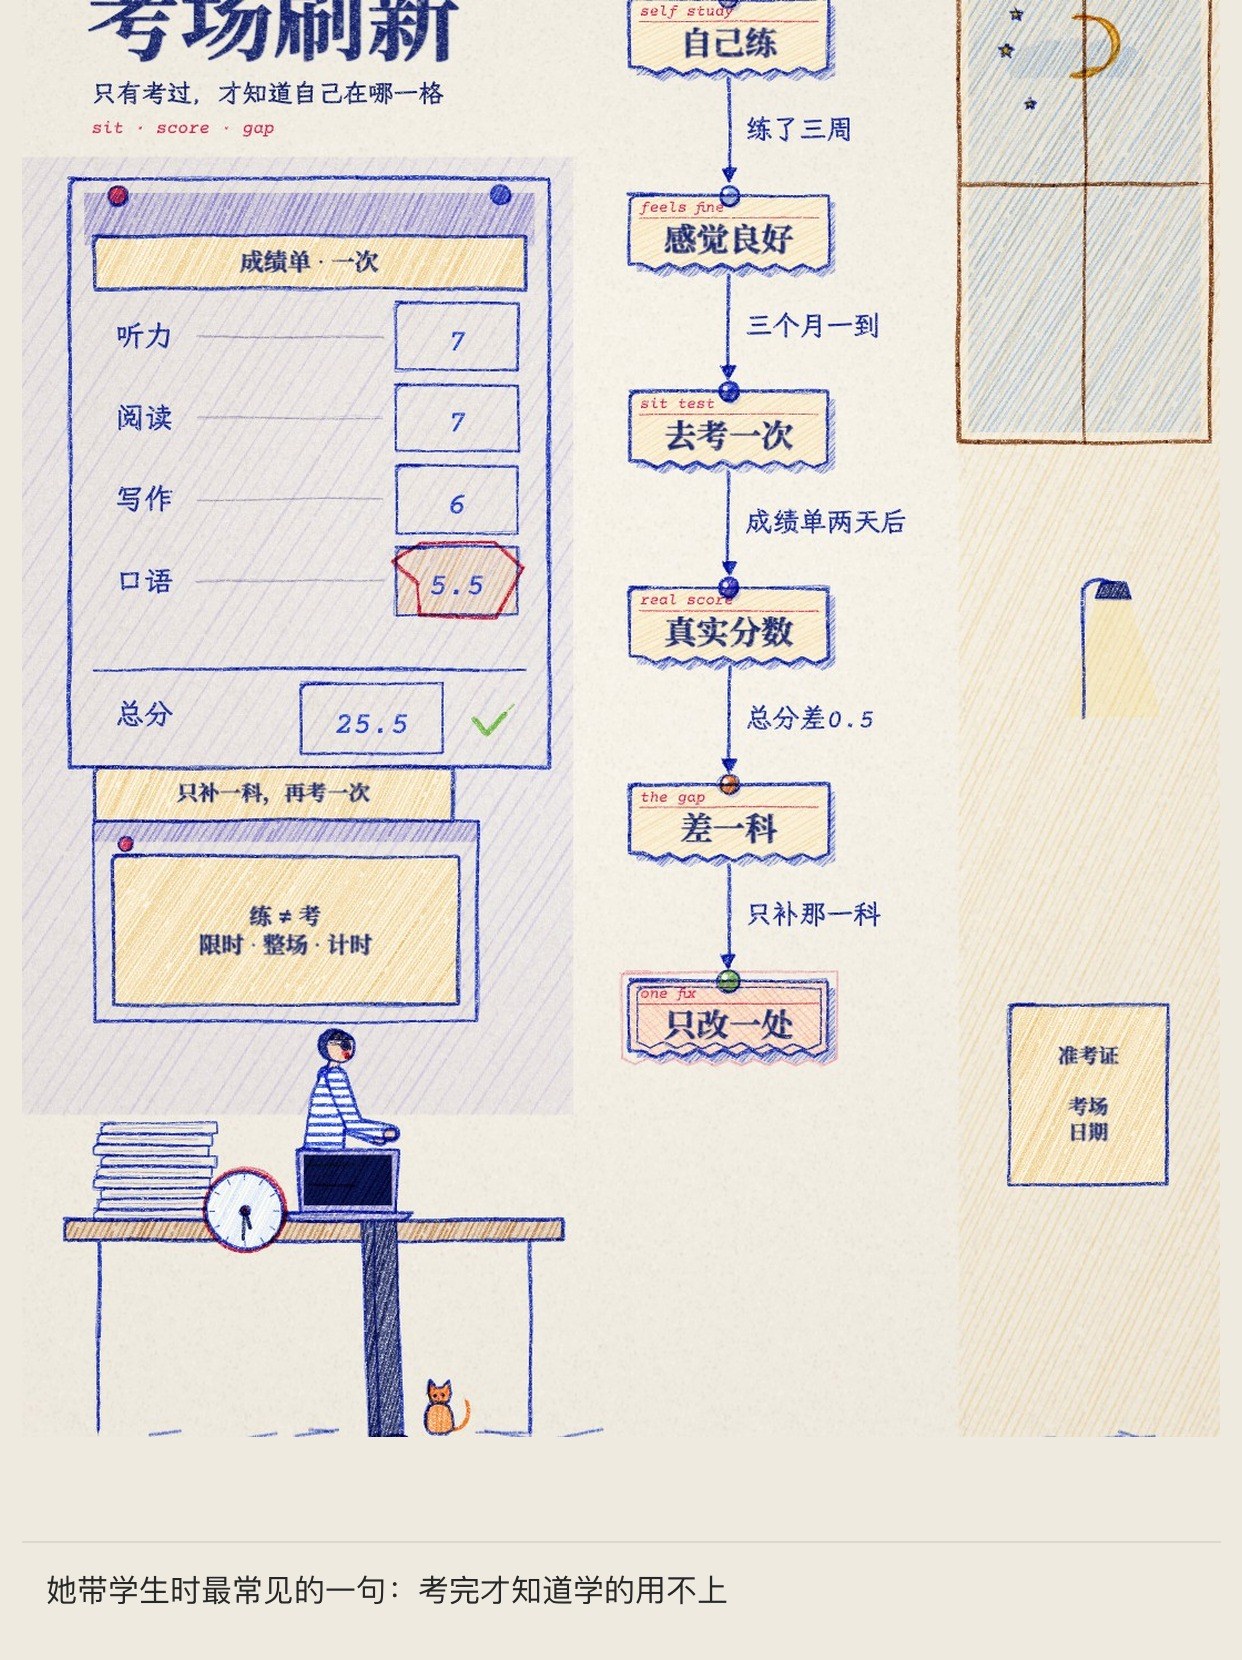 考场刷新
只有考过，才知道自己在哪一格
sit · score · gap
成绩单 · 一次
听力
7
阅读
7
写作
6
口语
5.5
总分
25.5
只补一科，再考一次
练 ≠ 考
限时 · 整场 · 计时
self study
自己练
练了三周
feels fine
感觉良好
三个月一到
sit test
去考一次
成绩单两天后
real score
真实分数
总分差0.5
the gap
差一科
只补那一科
one fix
只改一处
准考证
考场
日期
她带学生时最常见的一句：考完才知道学的用不上